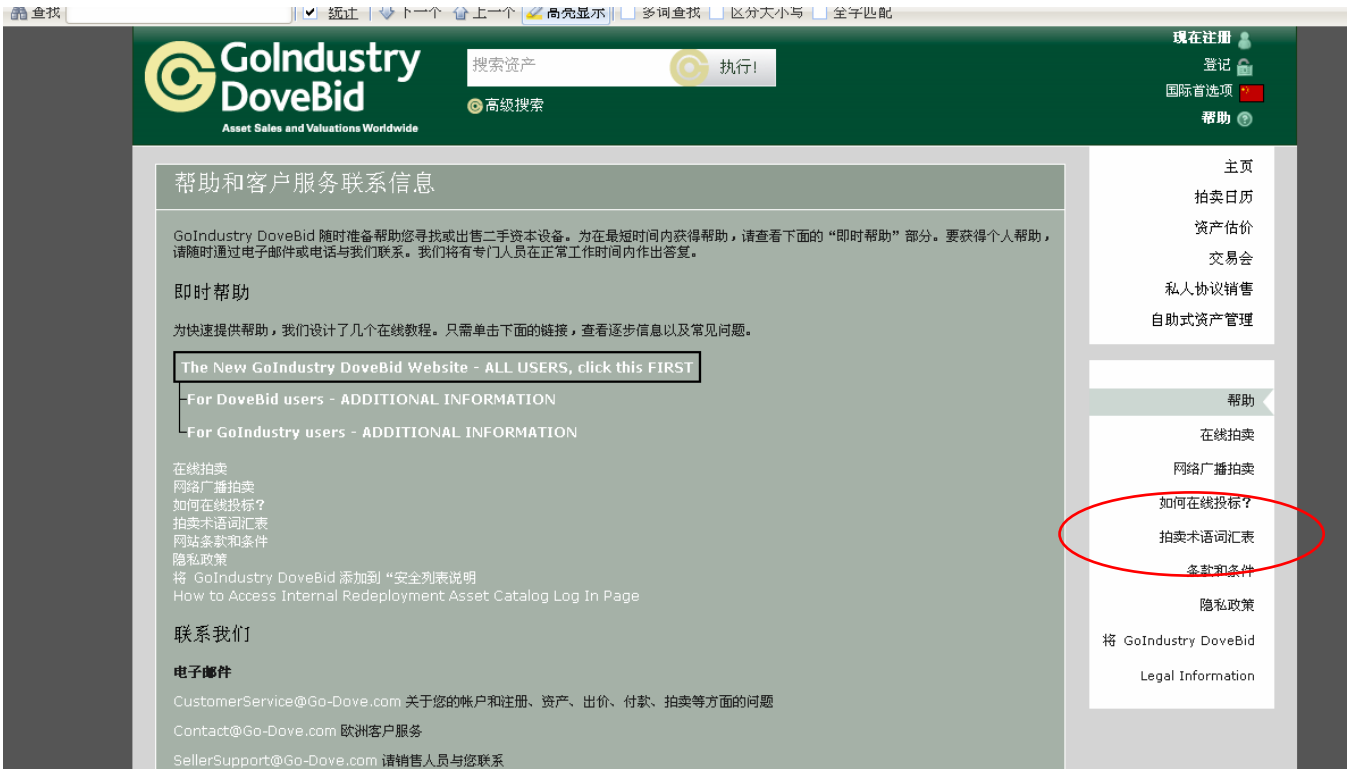 查找
统计
下一个
上一个
高亮显示
多词查找
区分大小写
全字匹配
GoIndustry
DoveBid
Asset Sales and Valuations Worldwide
搜索资产
执行!
高级搜索
现在注册
登记
国际首选项
帮助
帮助和客户服务联系信息
GoIndustry DoveBid 随时准备帮助您寻找或出售二手资本设备。为在最短时间内获得帮助，请查看下面的“即时帮助”部分。要获得个人帮助，
请随时通过电子邮件或电话与我们联系。我们将有专门人员在正常工作时间内作出答复。
即时帮助
为快速提供帮助，我们设计了几个在线教程。只需单击下面的链接，查看逐步信息以及常见问题。
The New GoIndustry DoveBid Website - ALL USERS, click this FIRST
For DoveBid users - ADDITIONAL INFORMATION
For GoIndustry users - ADDITIONAL INFORMATION
在线拍卖
网络广播拍卖
如何在线投标?
拍卖术语词汇表
网站条款和条件
隐私政策
将 GoIndustry DoveBid 添加到 “安全列表说明
How to Access Internal Redeployment Asset Catalog Log In Page
联系我们
电子邮件
CustomerService@Go-Dove.com 关于您的帐户和注册、资产、出价、付款、拍卖等方面的问题
Contact@Go-Dove.com 欧洲客户服务
SellerSupport@Go-Dove.com 请销售人员与您联系
主页
拍卖日历
资产估价
交易会
私人协议销售
自助式资产管理
帮助
在线拍卖
网络广播拍卖
如何在线投标?
拍卖术语词汇表
条款和条件
隐私政策
将 GoIndustry DoveBid
Legal Information